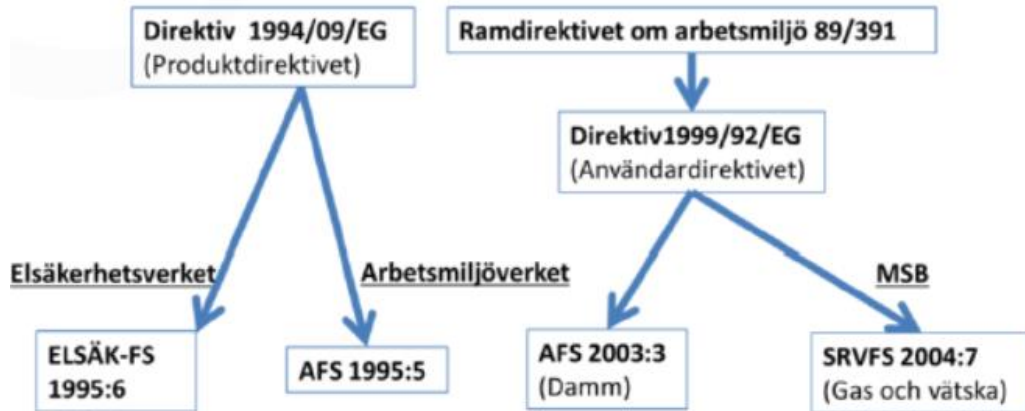 Direktiv 1994/09/EG
(Produktdirektivet)
Ramdirektivet om arbetsmiljö 89/391
Direktiv1999/92/EG
(Användardirektivet)
Elsäkerhetsverket
Arbetsmiljöverket
MSB
ELSÄK-FS
1995:6
AFS 1995:5
AFS 2003:3
(Damm)
SRVFS 2004:7
(Gas och vätska)